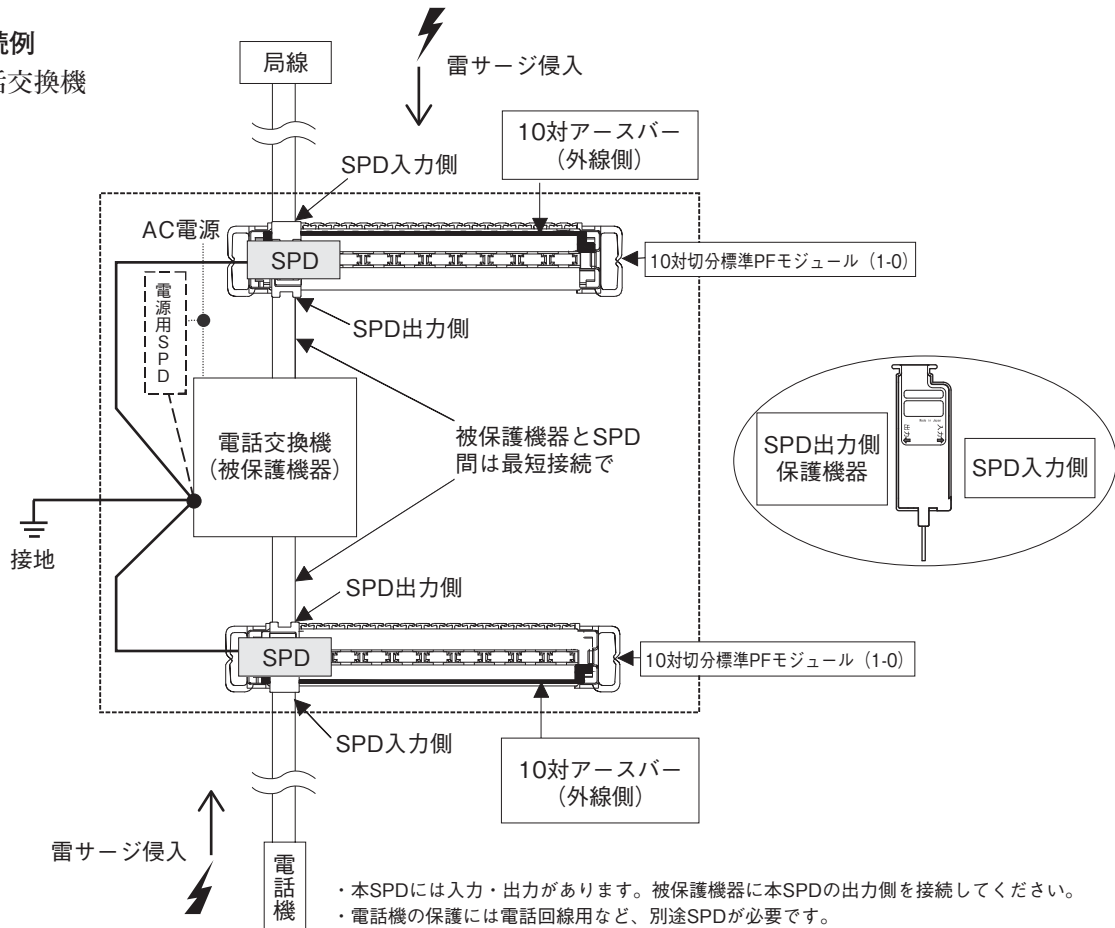 続例
話交換機
局線
雷サージ侵入
10対アースバー
（外線側）
SPD入力側
AC電源
SPD
10対切分標準PFモジュール（1-0）
電源用SPD
SPD出力側
電話交換機
（被保護機器）
被保護機器とSPD
間は最短接続で
SPD出力側
保護機器
出力
入力
SPD入力側
接地
SPD出力側
SPD
10対切分標準PFモジュール（1-0）
SPD入力側
10対アースバー
（外線側）
雷サージ侵入
電話機
・本SPDには入力・出力があります。被保護機器に本SPDの出力側を接続してください。
・電話機の保護には電話回線用など、別途SPDが必要です。